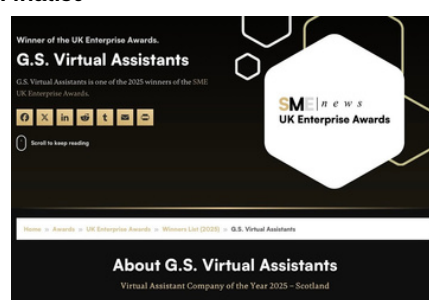 Winner of the UK Enterprise Awards.
G.S. Virtual Assistants
G.S. Virtual Assistants is one of the 2025 winners of the SME
UK Enterprise Awards.
Scroll to keep reading
SME|news
UK Enterprise Awards
Home » Awards » UK Enterprise Awards » Winners List (2025) » G.S. Virtual Assistants
About G.S. Virtual Assistants
Virtual Assistant Company of the Year 2025 – Scotland